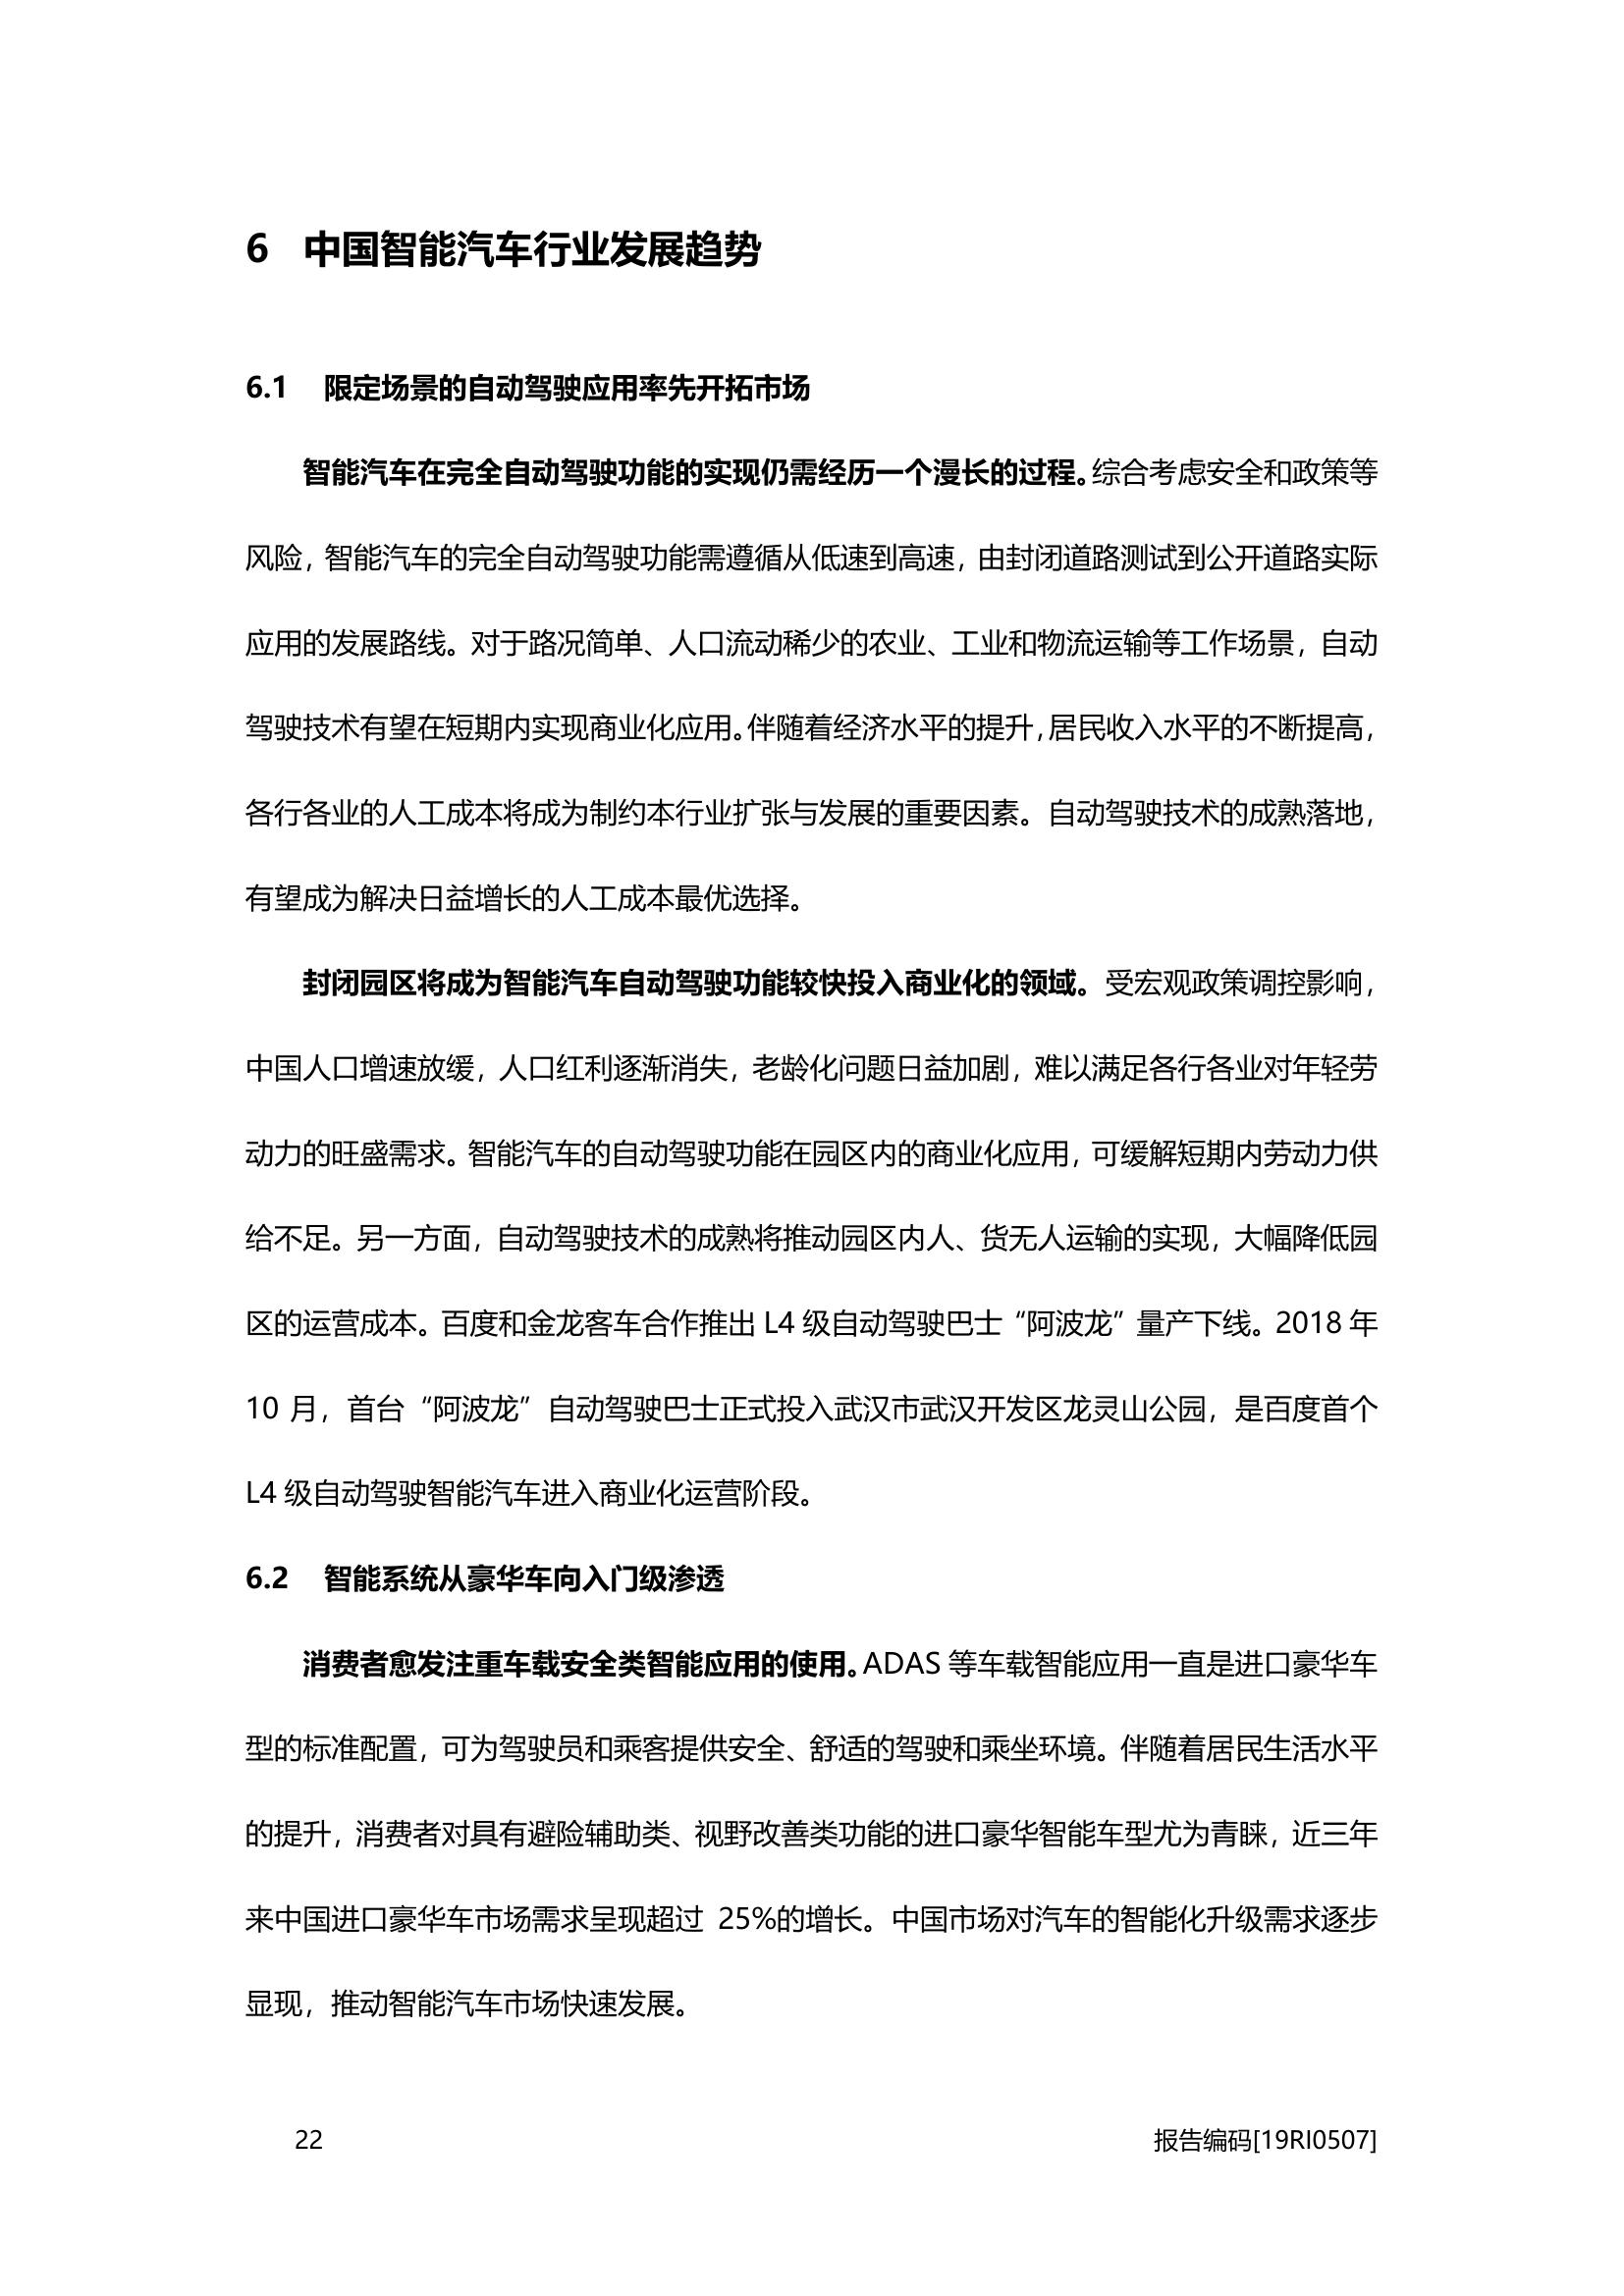 6 中国智能汽车行业发展趋势
6.1 限定场景的自动驾驶应用率先开拓市场
智能汽车在完全自动驾驶功能的实现仍需经历一个漫长的过程。综合考虑安全和政策等
风险，智能汽车的完全自动驾驶功能需遵循从低速到高速，由封闭道路测试到公开道路实际
应用的发展路线。对于路况简单、人口流动稀少的农业、工业和物流运输等工作场景，自动
驾驶技术有望在短期内实现商业化应用。伴随着经济水平的提升，居民收入水平的不断提高，
各行各业的人工成本将成为制约本行业扩张与发展的重要因素。自动驾驶技术的成熟落地，
有望成为解决日益增长的人工成本最优选择。
封闭园区将成为智能汽车自动驾驶功能较快投入商业化的领域。受宏观政策调控影响，
中国人口增速放缓，人口红利逐渐消失，老龄化问题日益加剧，难以满足各行各业对年轻劳
动力的旺盛需求。智能汽车的自动驾驶功能在园区内的商业化应用，可缓解短期内劳动力供
给不足。另一方面，自动驾驶技术的成熟将推动园区内人、货无人运输的实现，大幅降低园
区的运营成本。百度和金龙客车合作推出 L4 级自动驾驶巴士“阿波龙”量产下线。2018 年
10 月，首台“阿波龙”自动驾驶巴士正式投入武汉市武汉开发区龙灵山公园，是百度首个
L4 级自动驾驶智能汽车进入商业化运营阶段。
6.2 智能系统从豪华车向入门级渗透
消费者愈发注重车载安全类智能应用的使用。ADAS 等车载智能应用一直是进口豪华车
型的标准配置，可为驾驶员和乘客提供安全、舒适的驾驶和乘坐环境。伴随着居民生活水平
的提升，消费者对具有避险辅助类、视野改善类功能的进口豪华智能车型尤为青睐，近三年
来中国进口豪华车市场需求呈现超过 25%的增长。中国市场对汽车的智能化升级需求逐步
显现，推动智能汽车市场快速发展。
22 报告编码[19RI0507]